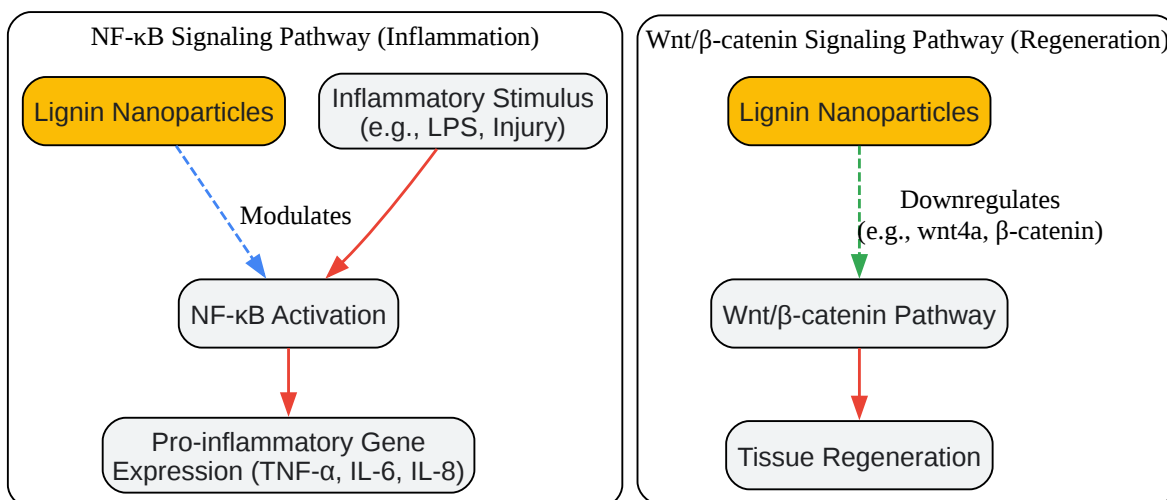 NF-κB Signaling Pathway (Inflammation)
Lignin Nanoparticles
Inflammatory Stimulus
(e.g., LPS, Injury)
Modulates
NF-κB Activation
Pro-inflammatory Gene
Expression (TNF-α, IL-6, IL-8)
Wnt/β-catenin Signaling Pathway (Regeneration)
Lignin Nanoparticles
Downregulates
(e.g., wnt4a, β-catenin)
Wnt/β-catenin Pathway
Tissue Regeneration